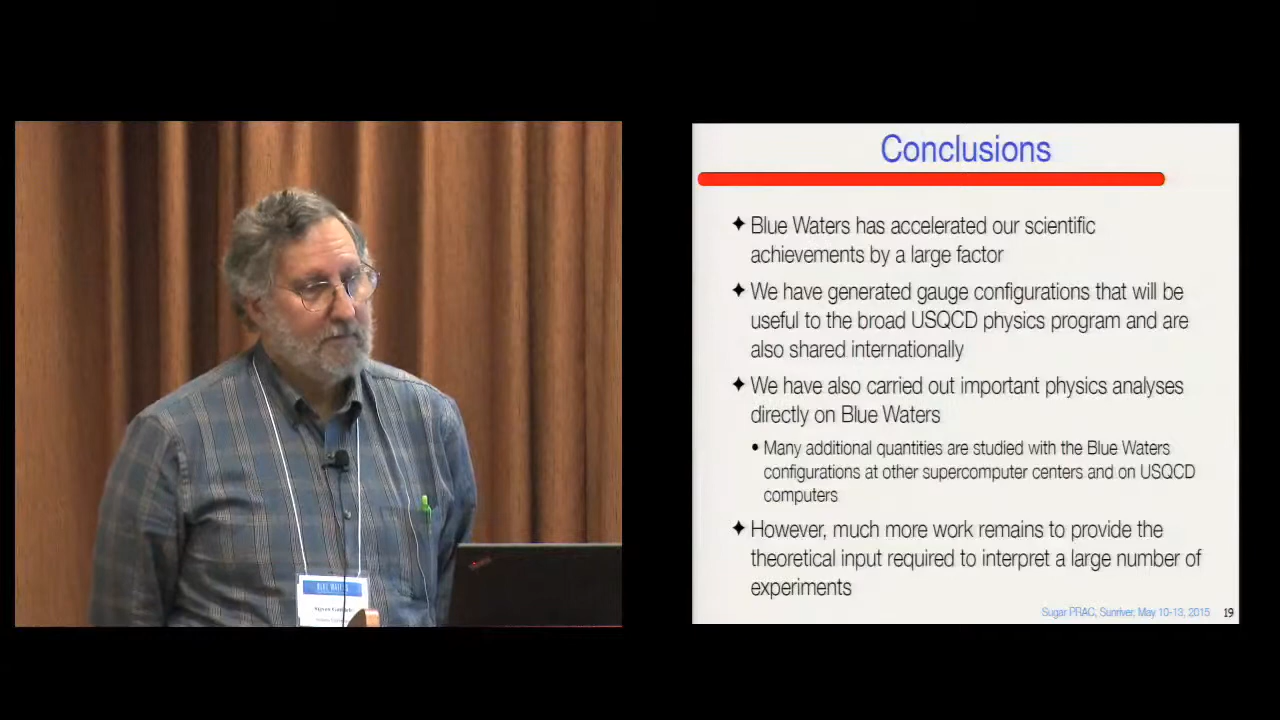 BLUE WATERS
Steven Gottlieb
Conclusions
✦ Blue Waters has accelerated our scientific
achievements by a large factor
✦ We have generated gauge configurations that will be
useful to the broad USQCD physics program and are
also shared internationally
✦ We have also carried out important physics analyses
directly on Blue Waters
• Many additional quantities are studied with the Blue Waters
configurations at other supercomputer centers and on USQCD
computers
✦ However, much more work remains to provide the
theoretical input required to interpret a large number of
experiments
Sugar PRAC, Sunriver, May 10-13, 2015 19